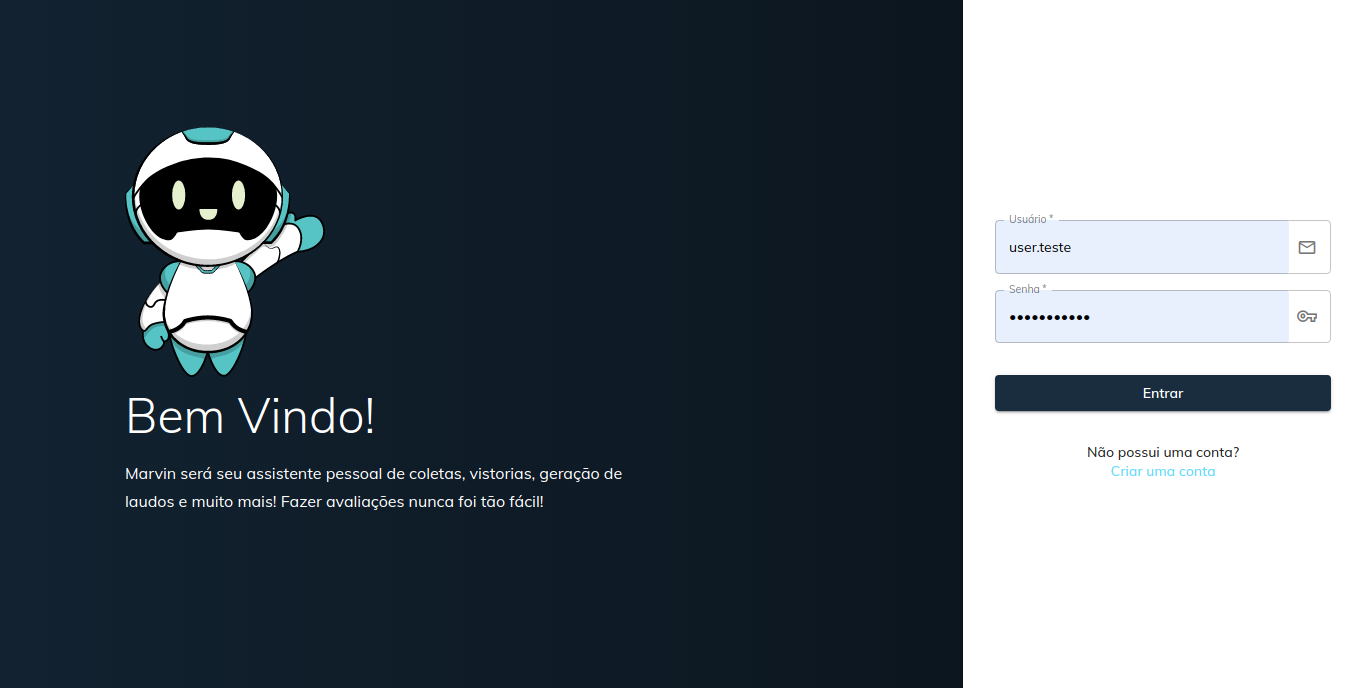 Bem Vindo!
Marvin será seu assistente pessoal de coletas, vistorias, geração de
laudos e muito mais! Fazer avaliações nunca foi tão fácil!
Usuário *
user.teste
Senha *
•••••••••••
Entrar
Não possui uma conta?
Criar uma conta